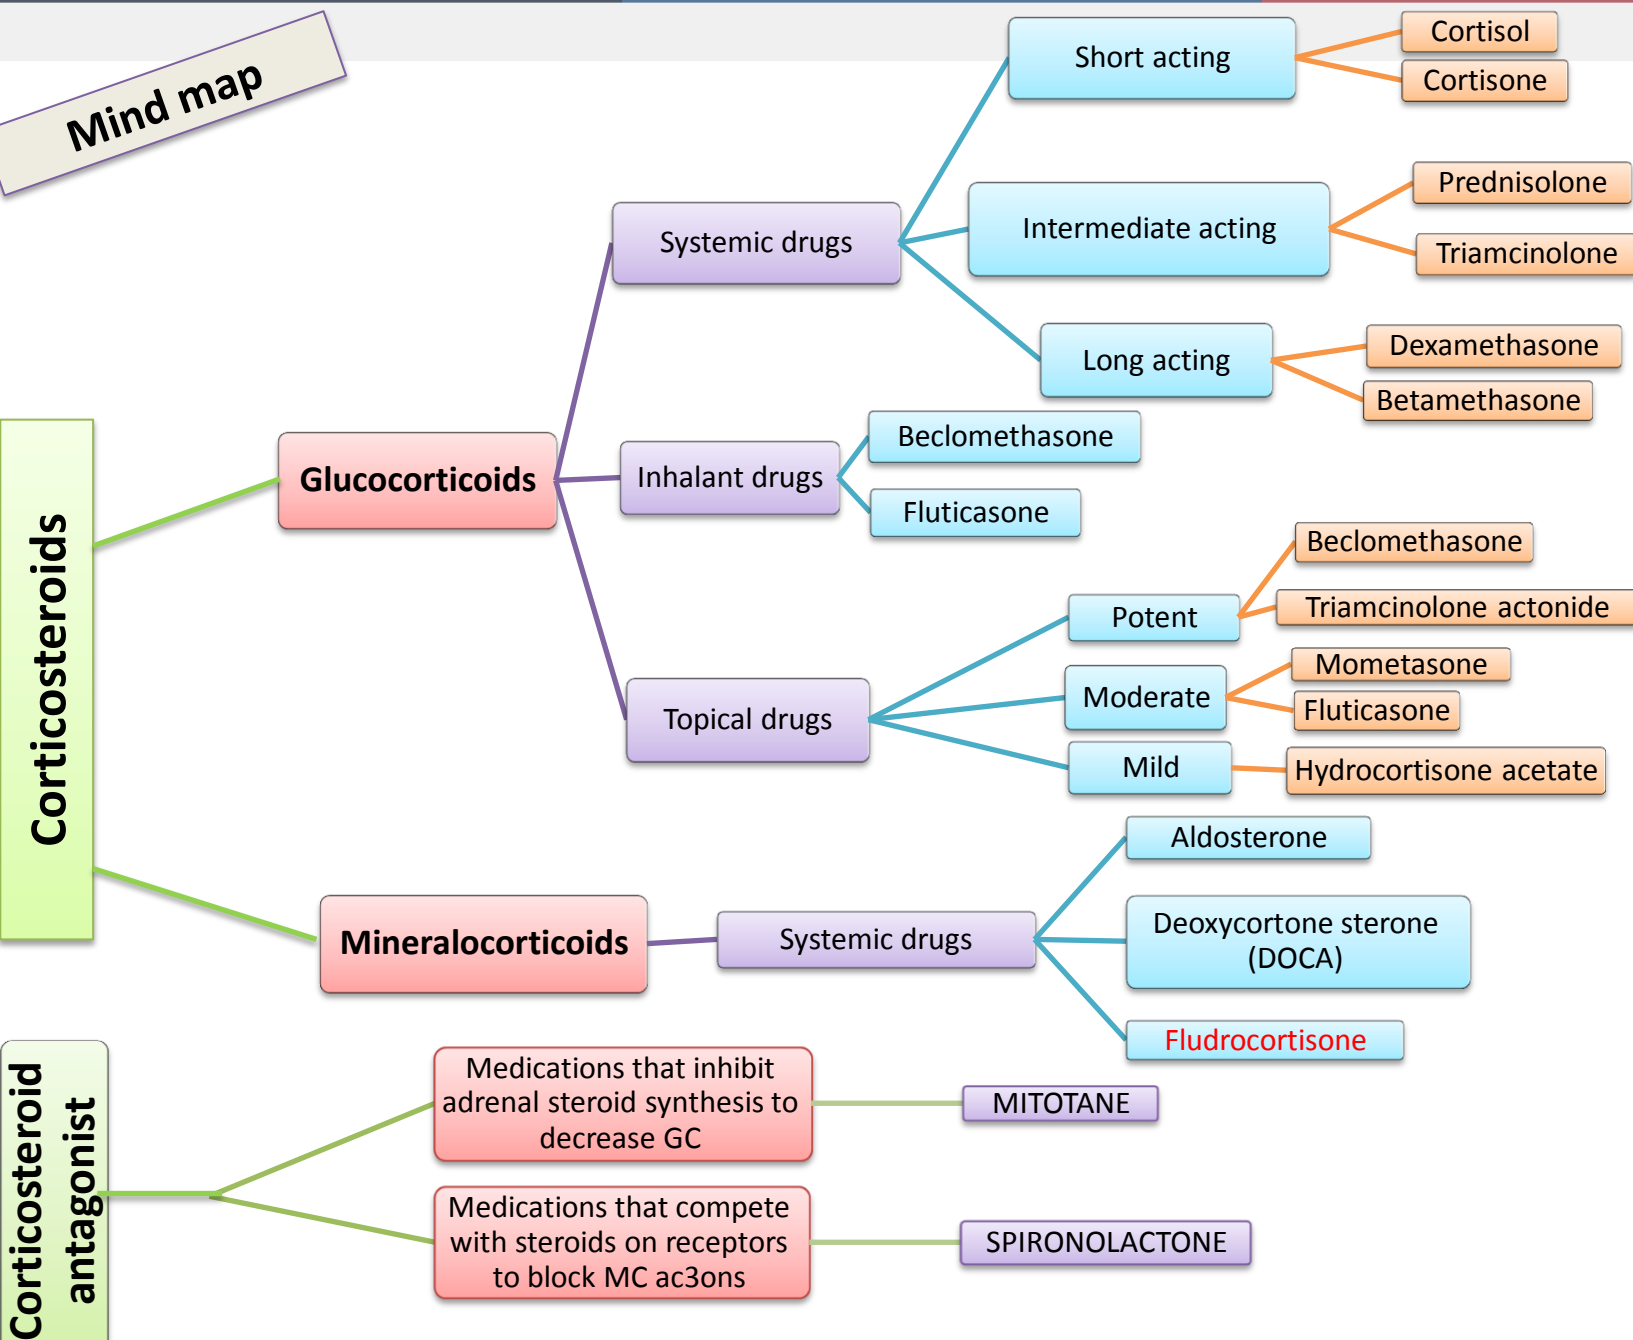 Mind map
Corticosteroids
Glucocorticoids
Systemic drugs
Short acting
Cortisol
Cortisone
Intermediate acting
Prednisolone
Triamcinolone
Long acting
Dexamethasone
Betamethasone
Inhalant drugs
Beclomethasone
Fluticasone
Topical drugs
Potent
Beclomethasone
Triamcinolone actonide
Moderate
Mometasone
Fluticasone
Mild
Hydrocortisone acetate
Mineralocorticoids
Systemic drugs
Aldosterone
Deoxycortone sterone
(DOCA)
Fludrocortisone
Corticosteroid
antagonist
Medications that inhibit
adrenal steroid synthesis to
decrease GC
MITOTANE
Medications that compete
with steroids on receptors
to block MC ac3ons
SPIRONOLACTONE